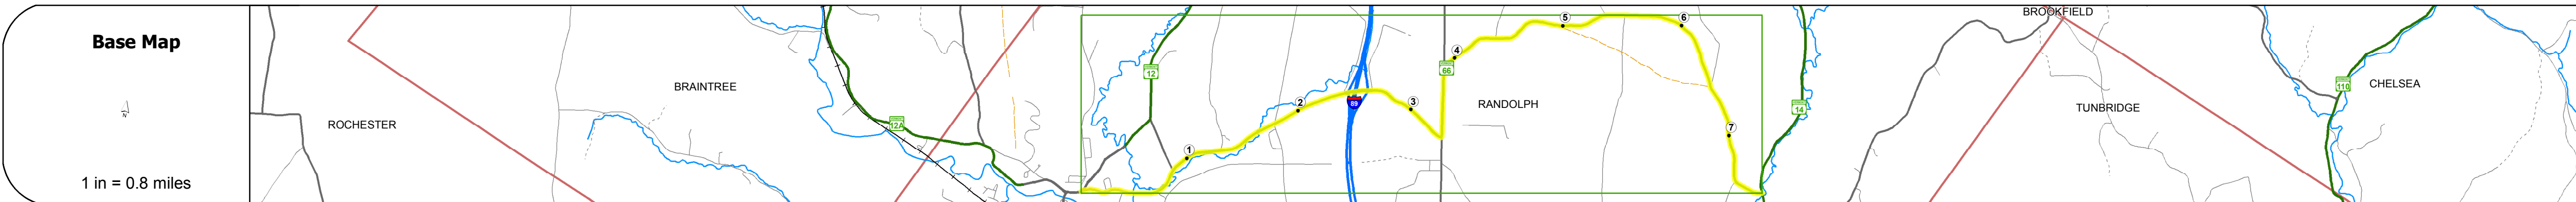 Base Map
N
1 in = 0.8 miles
ROCHESTER
BRAINTREE
12A
12
1
2
89
3
66
4
RANDOLPH
5
6
7
14
BROOKFIELD
TUNBRIDGE
110
CHELSEA